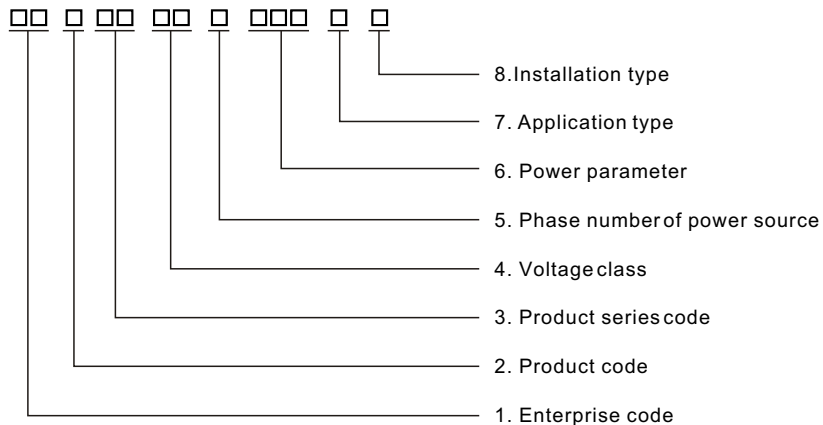 □□ □ □□ □□ □ □□□ □ □
8.Installation type
7. Application type
6. Power parameter
5. Phase number of power source
4. Voltage class
3. Product series code
2. Product code
1. Enterprise code